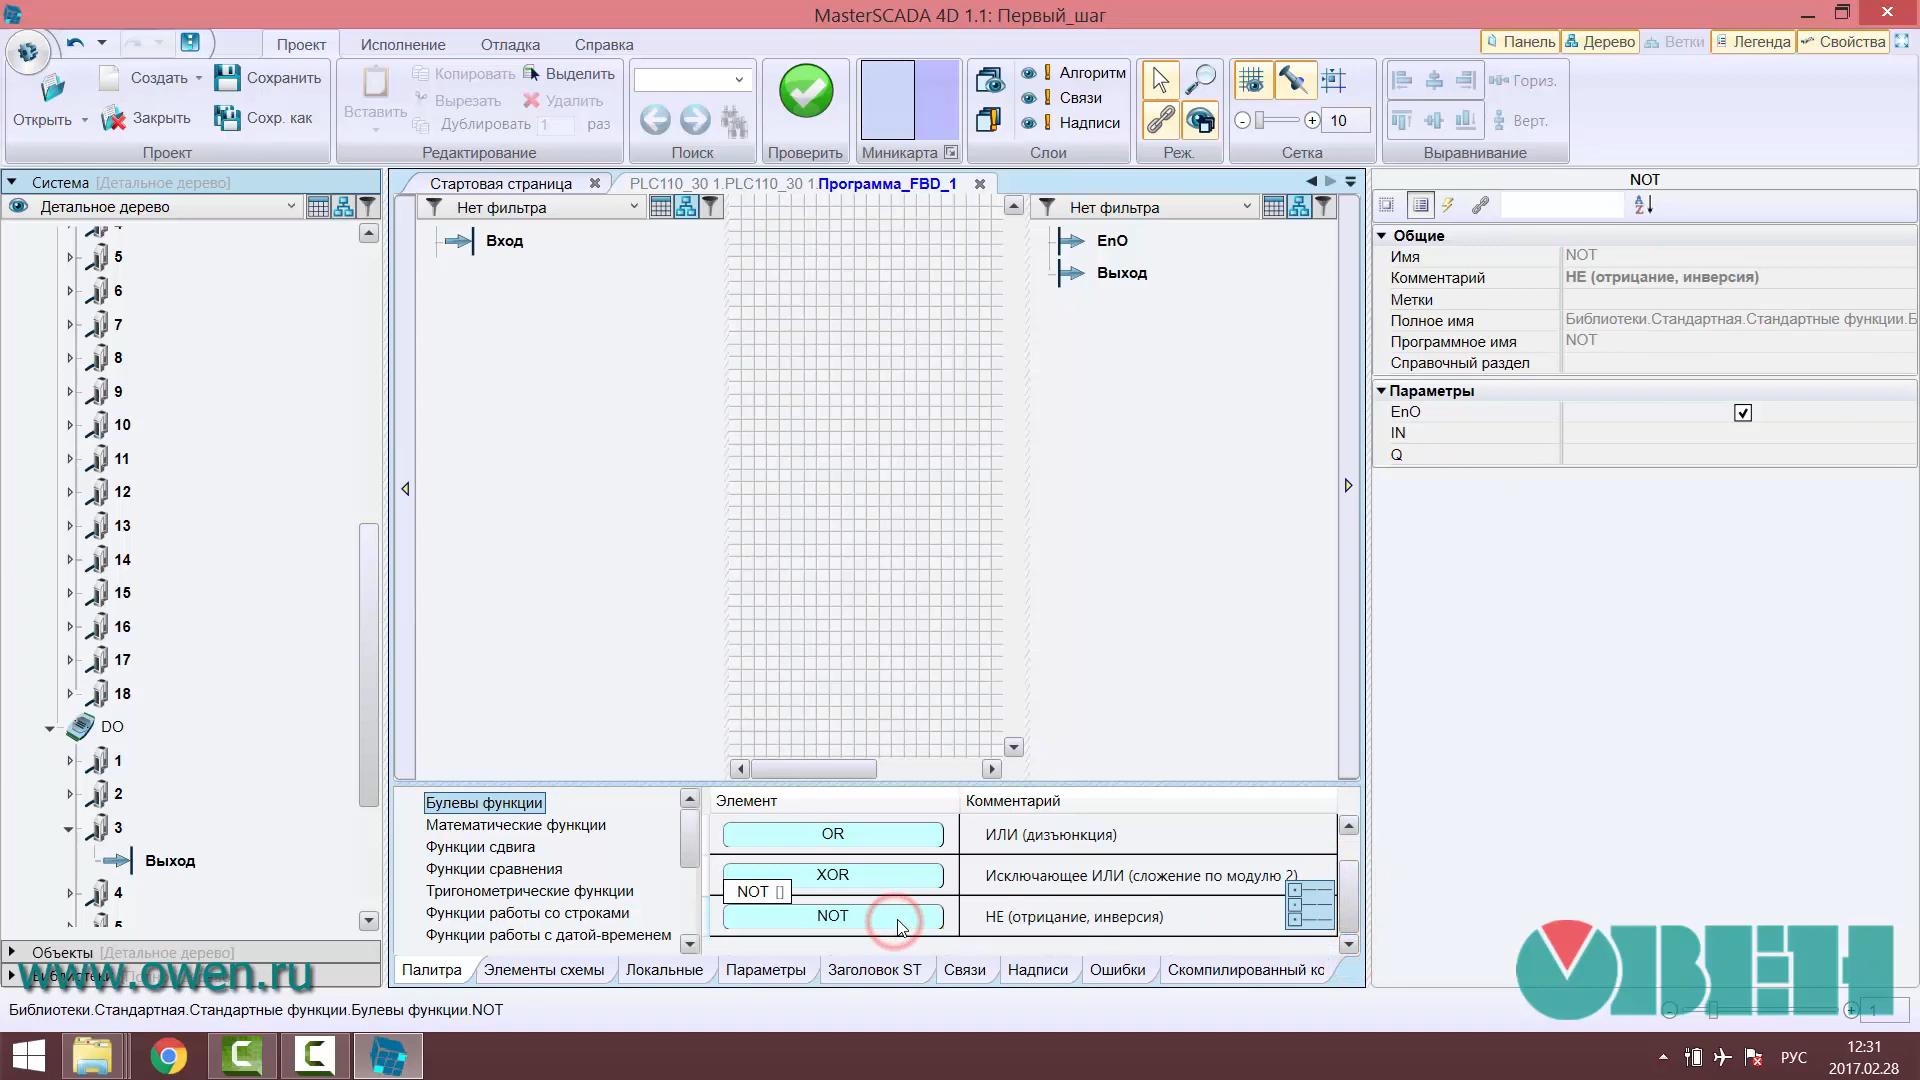 MasterSCADA 4D 1.1: Первый_шаг
Проект Исполнение Отладка Справка
Панель Дерево Ветки Легенда Свойства
Открыть Создать Закрыть Сохранить Сохр. как
Проект
Вставить Копировать Вырезать Дублировать 1 раз Выделить Удалить
Редактирование
Поиск
Проверить
Миникарта
Алгоритм
Связи
Надписи
Слои
Реж.
10
Сетка
Гориз.
Верт.
Выравнивание
Система [Детальное дерево]
Детальное дерево
5
6
7
8
9
10
11
12
13
14
15
16
17
18
DO
1
2
3
Выход
4
Объекты [Детальное дерево]
www.owen.ru
Стартовая страница
PLC110_30 1.PLC110_30 1.Программа_FBD_1
Нет фильтра
Вход
Нет фильтра
EnO
Выход
Булевы функции
Математические функции
Функции сдвига
Функции сравнения
Тригонометрические функции
Функции работы со строками
Функции работы с датой-временем
Элемент Комментарий
OR ИЛИ (дизъюнкция)
XOR Исключающее ИЛИ (сложение по модулю 2)
NOT []
NOT НЕ (отрицание, инверсия)
Палитра Элементы схемы Локальные Параметры Заголовок ST Связи Надписи Ошибки Скомпилированный ко
NOT
Общие
Имя NOT
Комментарий НЕ (отрицание, инверсия)
Метки
Полное имя Библиотеки.Стандартная.Стандартные функции.Б
Программное имя NOT
Справочный раздел
Параметры
EnO
IN
Q
ОВЕН
1
Библиотеки.Стандартная.Стандартные функции.Булевы функции.NOT
РУС
12:31
2017.02.28